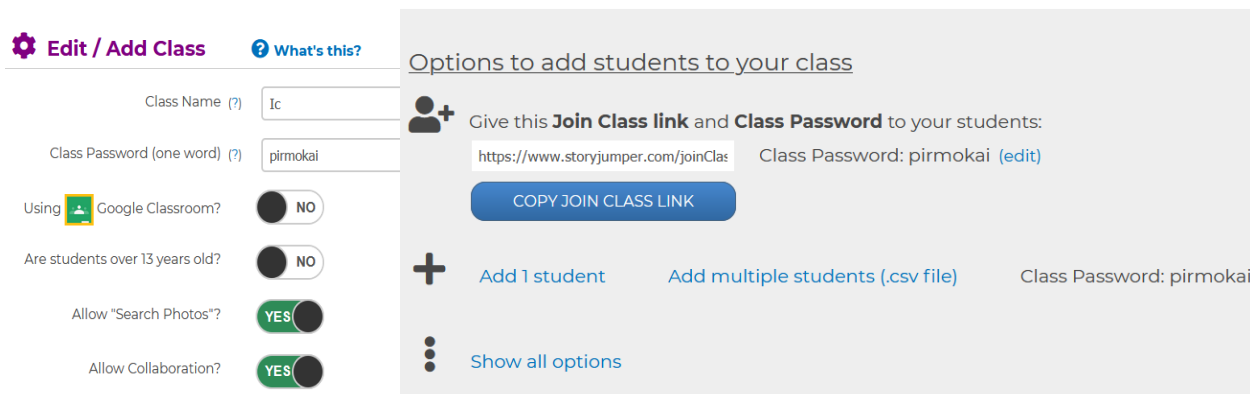 Edit / Add Class
What's this?
Class Name (?)
Ic
Class Password (one word) (?)
pirmokai
Using Google Classroom?
NO
Are students over 13 years old?
NO
Allow "Search Photos"?
YES
Allow Collaboration?
YES
Options to add students to your class
Give this Join Class link and Class Password to your students:
https://www.storyjumper.com/joinClas
Class Password: pirmokai (edit)
COPY JOIN CLASS LINK
Add 1 student
Add multiple students (.csv file)
Class Password: pirmokai
Show all options